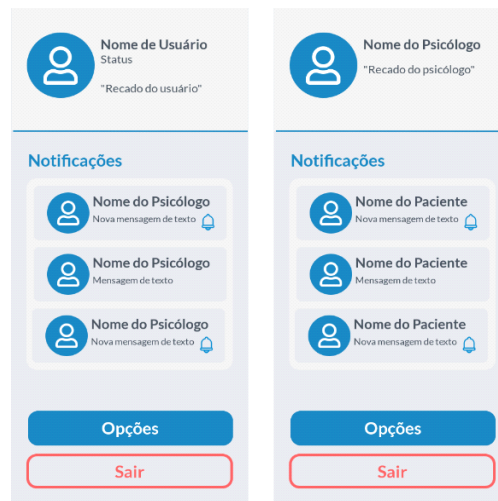 Nome de Usuário
Status
"Recado do usuário"
Notificações
Nome do Psicólogo
Nova mensagem de texto
Nome do Psicólogo
Mensagem de texto
Nome do Psicólogo
Nova mensagem de texto
Opções
Sair
Nome do Psicólogo
"Recado do psicólogo"
Notificações
Nome do Paciente
Nova mensagem de texto
Nome do Paciente
Mensagem de texto
Nome do Paciente
Nova mensagem de texto
Opções
Sair